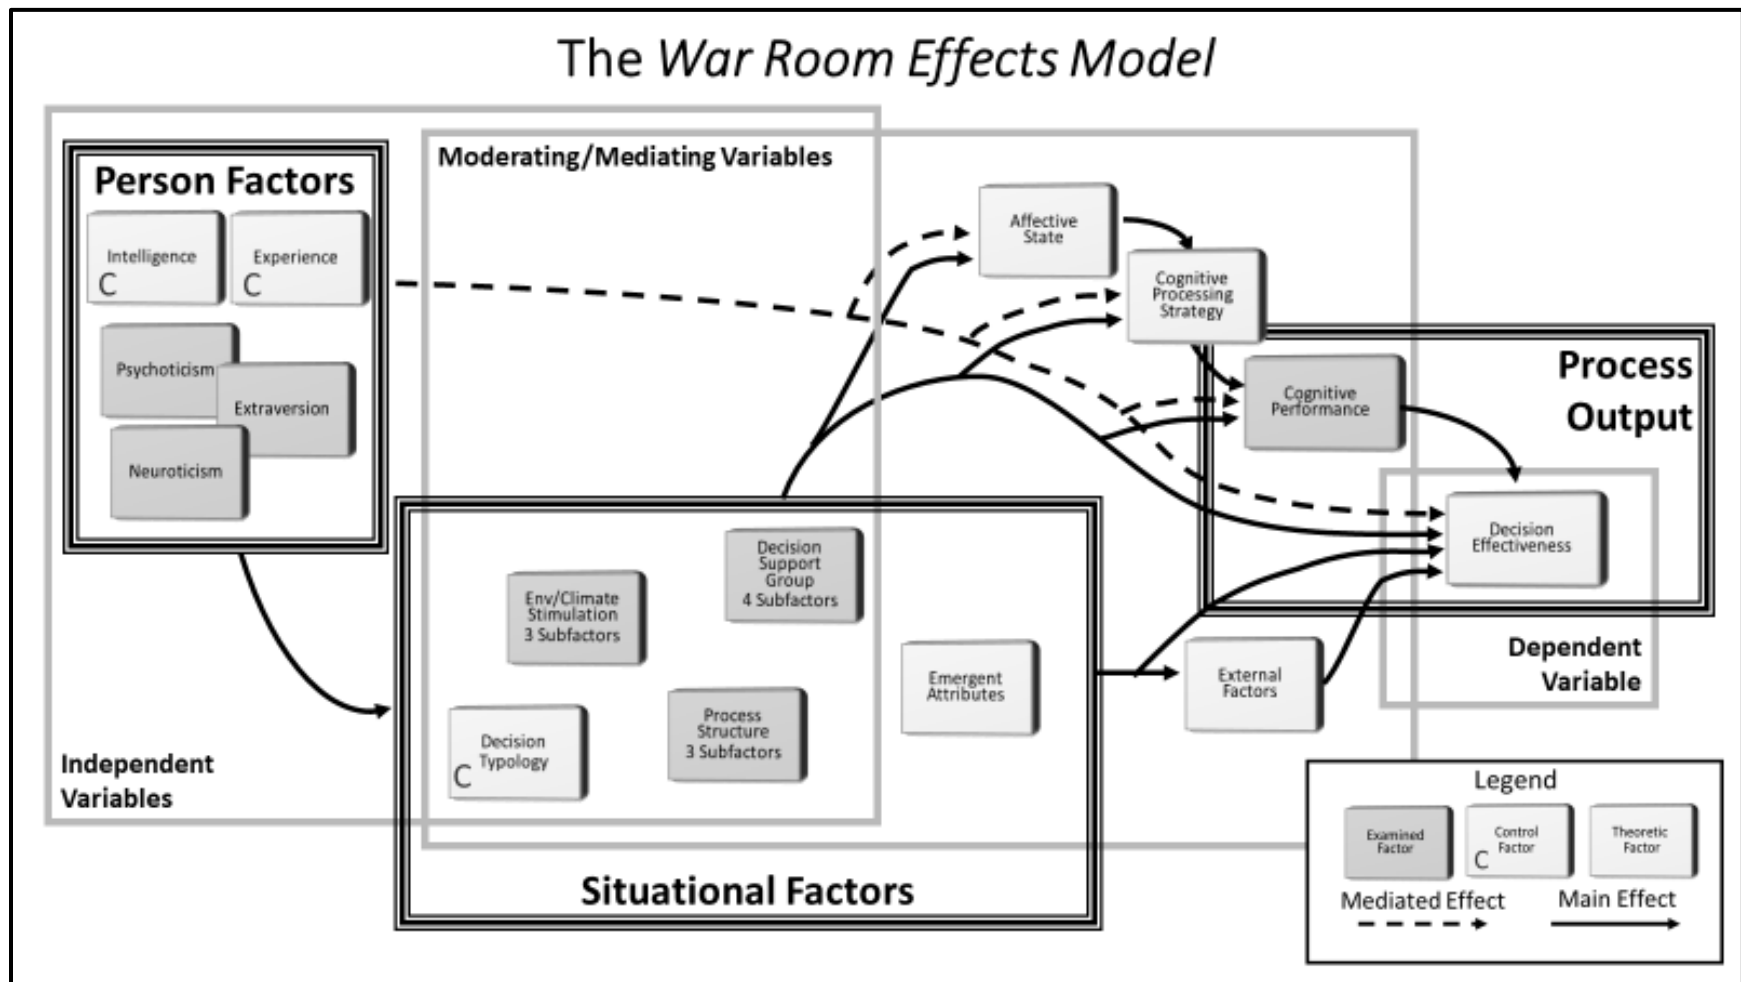 The War Room Effects Model
Moderating/Mediating Variables
Person Factors
Intelligence
C
Experience
C
Psychoticism
Extraversion
Neuroticism
Independent
Variables
Affective
State
Cognitive
Processing
Strategy
Process
Output
Cognitive
Performance
Decision
Effectiveness
Dependent
Variable
Decision
Support
Group
4 Subfactors
Env/Climate
Stimulation
3 Subfactors
Emergent
Attributes
External
Factors
Decision
Typology
C
Process
Structure
3 Subfactors
Situational Factors
Legend
Examined
Factor
Control
Factor
C
Theoretic
Factor
Mediated Effect
Main Effect